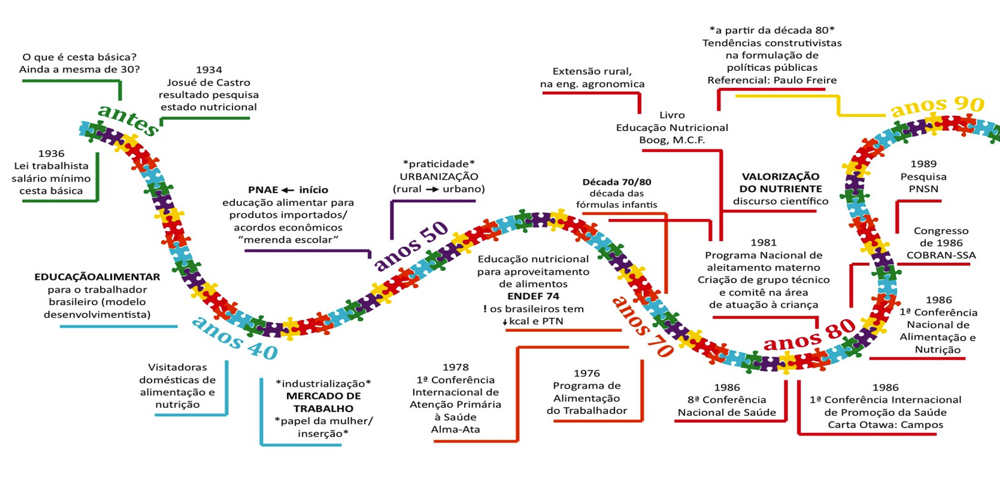 O que é cesta básica?
Ainda a mesma de 30?
1934
Josué de Castro
resultado pesquisa
estado nutricional
antes
1936
Lei trabalhista
salário mínimo
cesta básica
EDUCAÇÃOALIMENTAR
para o trabalhador
brasileiro (modelo
desenvolvimentista)
anos 40
Visitadoras
domésticas de
alimentação e
nutrição
*industrialização*
MERCADO DE
TRABALHO
*papel da mulher/
inserção*
PNAE ← início
educação alimentar para
produtos importados/
acordos econômicos
“merenda escolar”
*praticidade*
URBANIZAÇÃO
(rural → urbano)
anos 50
Educação nutricional
para aproveitamento
de alimentos
ENDEF 74
! os brasileiros tem
↓kcal e PTN
1978
1ª Conferência
Internacional de
Atenção Primária
à Saúde
Alma-Ata
1976
Programa de
Alimentação
do Trabalhador
anos 70
Década 70/80
década das
fórmulas infantis
Extensão rural,
na eng. agronomica
Livro
Educação Nutricional
Boog, M.C.F.
*a partir da década 80*
Tendências construtivistas
na formulação de
políticas públicas
Referencial: Paulo Freire
VALORIZAÇÃO
DO NUTRIENTE
discurso científico
1981
Programa Nacional de
aleitamento materno
Criação de grupo técnico
e comitê na área
de atuação à criança
anos 80
1986
8ª Conferência
Nacional de Saúde
1986
1ª Conferência Internacional
de Promoção da Saúde
Carta Otawa: Campos
1986
1ª Conferência
Nacional de
Alimentação e
Nutrição
Congresso
de 1986
COBRAN-SSA
1989
Pesquisa
PNSN
anos 90